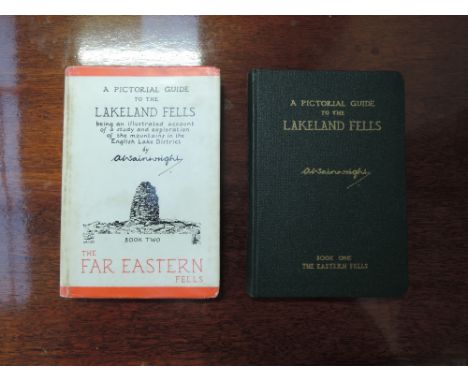 A PICTORIAL GUIDE
TO THE
LAKELAND FELLS
being an illustrated account
of a study and exploration
of the mountains in the
English Lake District
by
AWainwright
BOOK TWO
THE
FAR EASTERN
FELLS
A PICTORIAL GUIDE
TO THE
LAKELAND FELLS
AWainwright
BOOK ONE
THE EASTERN FELLS